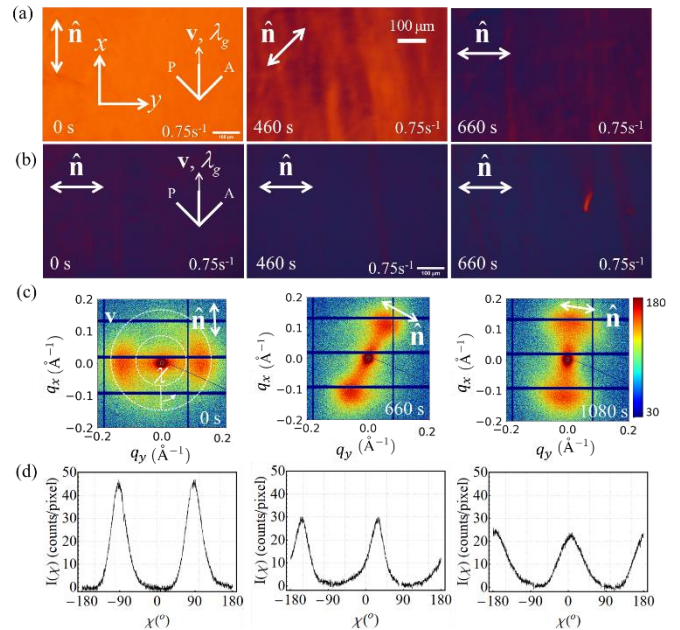 (a)
n̂ x y v, λg P A 0 s 0.75s⁻¹ 100 μm
n̂ 100 μm 460 s 0.75s⁻¹
n̂ 660 s 0.75s⁻¹
(b)
n̂ v, λg P A 0 s 0.75s⁻¹
n̂ 460 s 0.75s⁻¹ 100 μm
n̂ 660 s 0.75s⁻¹
(c)
0.2 0.1 0.0 -0.1 -0.2
qx (Å⁻¹)
v n̂ χ 0 s
-0.2 0.0 0.2
qy (Å⁻¹)
0.2 0.1 0.0 -0.1 -0.2
qx (Å⁻¹)
n̂ 660 s
-0.2 0.0 0.2
qy (Å⁻¹)
0.2 0.1 0.0 -0.1 -0.2
qx (Å⁻¹)
n̂ 1080 s
-0.2 0.0 0.2
qy (Å⁻¹)
180
30
(d)
50 40 30 20 10 0
I(χ) (counts/pixel)
−180 −90 0 90 180
χ(°)
50 40 30 20 10 0
I(χ) (counts/pixel)
−180 −90 0 90 180
χ(°)
50 40 30 20 10 0
I(χ) (counts/pixel)
−180 −90 0 90 180
χ(°)